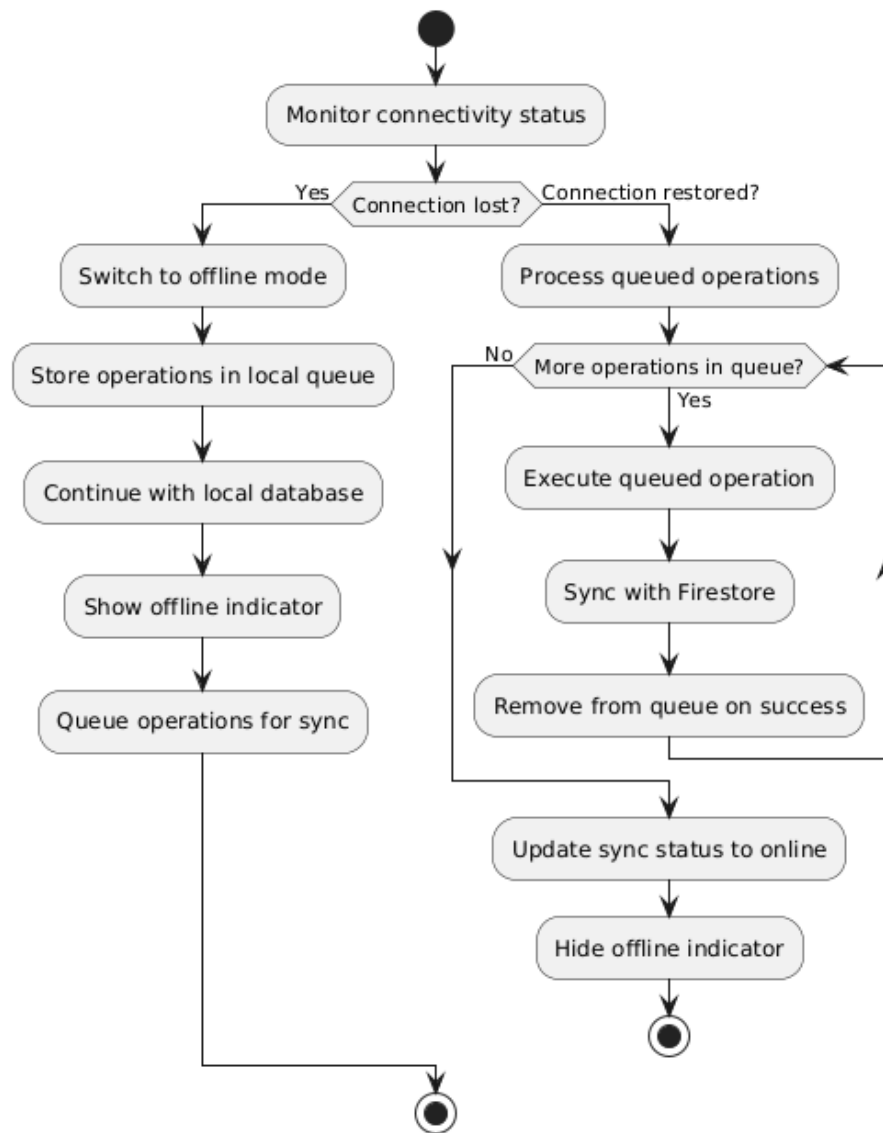 Monitor connectivity status
Yes
Connection lost?
Connection restored?
Switch to offline mode
Process queued operations
Store operations in local queue
No
More operations in queue?
Yes
Continue with local database
Execute queued operation
Show offline indicator
Sync with Firestore
Queue operations for sync
Remove from queue on success
Update sync status to online
Hide offline indicator